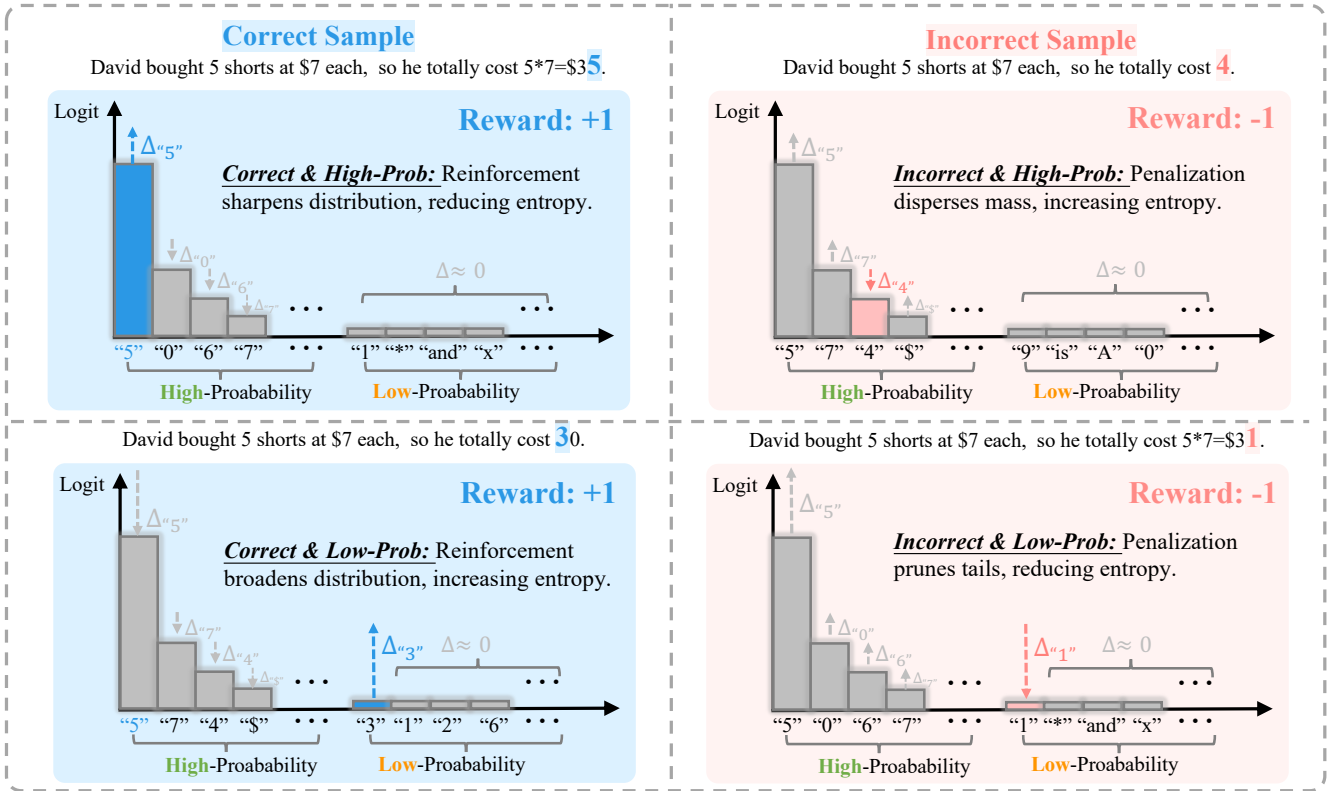 Correct Sample
David bought 5 shorts at $7 each, so he totally cost 5*7=$35.
Logit
Reward: +1
Δ“5”
Correct & High-Prob: Reinforcement
sharpens distribution, reducing entropy.
Δ“0”
Δ“6”
Δ“7”
Δ≈ 0
...
...
“5” “0” “6” “7” ... “1” “*” “and” “x” ...
High-Proabability
Low-Probability
Incorrect Sample
David bought 5 shorts at $7 each, so he totally cost 4.
Logit
Reward: -1
Δ“5”
Incorrect & High-Prob: Penalization
disperses mass, increasing entropy.
Δ“7”
Δ“4”
Δ“$”
Δ≈ 0
...
...
“5” “7” “4” “$” ... “9” “is” “A” “0” ...
High-Proabability
Low-Probability
David bought 5 shorts at $7 each, so he totally cost 30.
Logit
Reward: +1
Δ“5”
Correct & Low-Prob: Reinforcement
broadens distribution, increasing entropy.
Δ“7”
Δ“4”
Δ“$”
Δ“3”
Δ≈ 0
...
...
“5” “7” “4” “$” ... “3” “1” “2” “6” ...
High-Proabability
Low-Proabability
David bought 5 shorts at $7 each, so he totally cost 5*7=$31.
Logit
Reward: -1
Δ“5”
Incorrect & Low-Prob: Penalization
prunes tails, reducing entropy.
Δ“0”
Δ“6”
Δ“7”
Δ“1”
Δ≈ 0
...
...
“5” “0” “6” “7” ... “1” “*” “and” “x” ...
High-Proabability
Low-Proabability